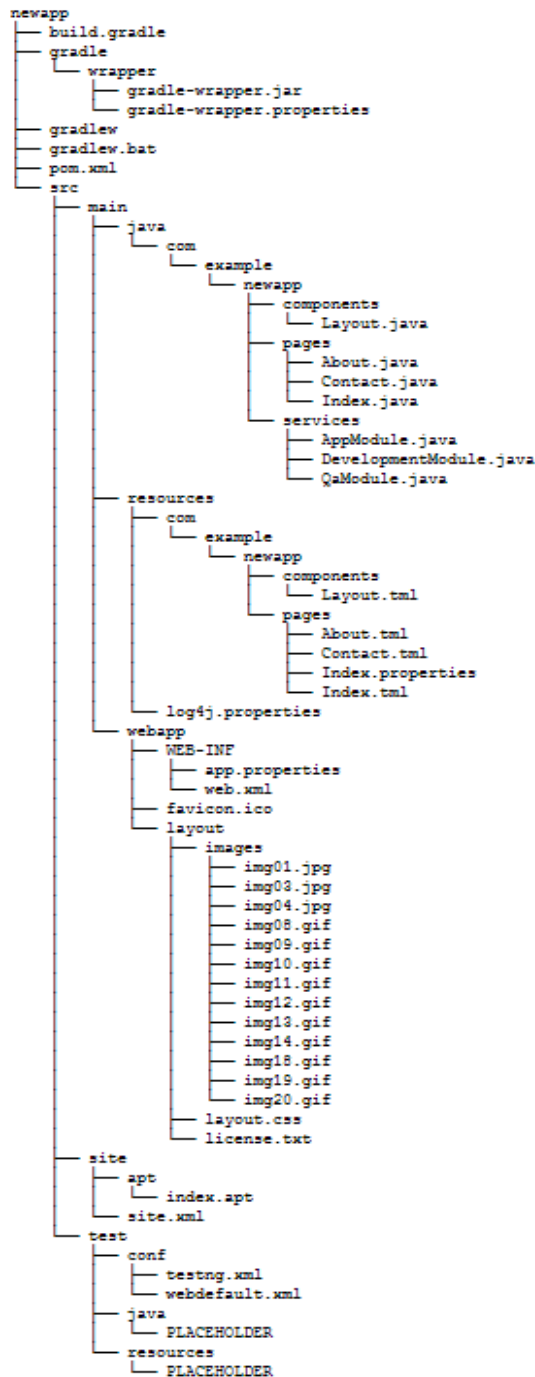 newapp
├── build.gradle
├── gradle
│   └── wrapper
│       ├── gradle-wrapper.jar
│       └── gradle-wrapper.properties
├── gradlew
├── gradlew.bat
├── pom.xml
└── src
    ├── main
    │   ├── java
    │   │   └── com
    │   │       └── example
    │   │           └── newapp
    │   │               ├── components
    │   │               │   └── Layout.java
    │   │               ├── pages
    │   │               │   ├── About.java
    │   │               │   ├── Contact.java
    │   │               │   └── Index.java
    │   │               └── services
    │   │                   ├── AppModule.java
    │   │                   ├── DevelopmentModule.java
    │   │                   └── QaModule.java
    │   ├── resources
    │   │   ├── com
    │   │   │   └── example
    │   │   │       └── newapp
    │   │   │           ├── components
    │   │   │           │   └── Layout.tml
    │   │   │           └── pages
    │   │   │               ├── About.tml
    │   │   │               ├── Contact.tml
    │   │   │               ├── Index.properties
    │   │   │               └── Index.tml
    │   │   └── log4j.properties
    │   └── webapp
    │       ├── WEB-INF
    │       │   ├── app.properties
    │       │   └── web.xml
    │       ├── favicon.ico
    │       └── layout
    │           ├── images
    │           │   ├── img01.jpg
    │           │   ├── img03.jpg
    │           │   ├── img04.jpg
    │           │   ├── img08.gif
    │           │   ├── img09.gif
    │           │   ├── img10.gif
    │           │   ├── img11.gif
    │           │   ├── img12.gif
    │           │   ├── img13.gif
    │           │   ├── img14.gif
    │           │   ├── img18.gif
    │           │   ├── img19.gif
    │           │   └── img20.gif
    │           ├── layout.css
    │           └── license.txt
    ├── site
    │   ├── apt
    │   │   └── index.apt
    │   └── site.xml
    └── test
        ├── conf
        │   ├── testng.xml
        │   └── webdefault.xml
        ├── java
        │   └── PLACEHOLDER
        └── resources
            └── PLACEHOLDER